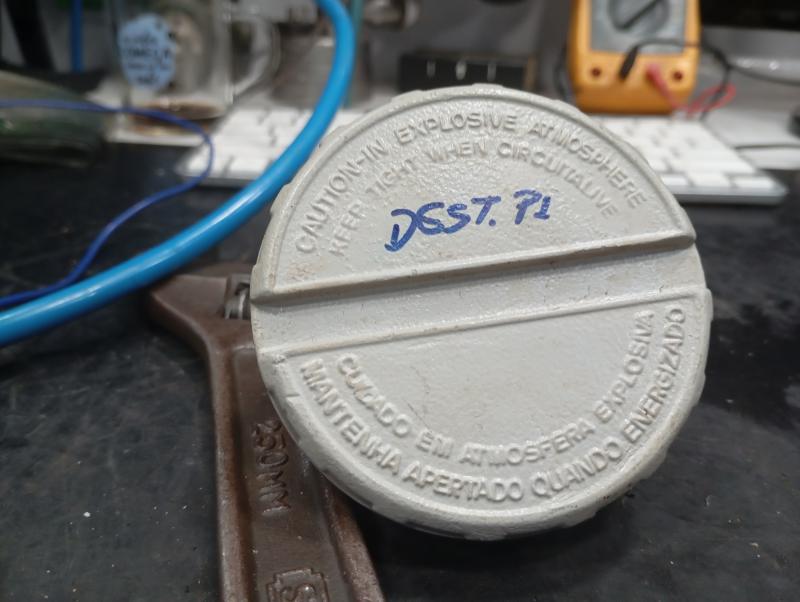 CAUTION-IN EXPLOSIVE ATMOSPHERE
KEEP TIGHT WHEN CIRCUIT ALIVE
DEST. P1
CUIDADO EM ATMOSFERA EXPLOSIVA
MANTENHA APERTADO QUANDO ENERGIZADO
250MM